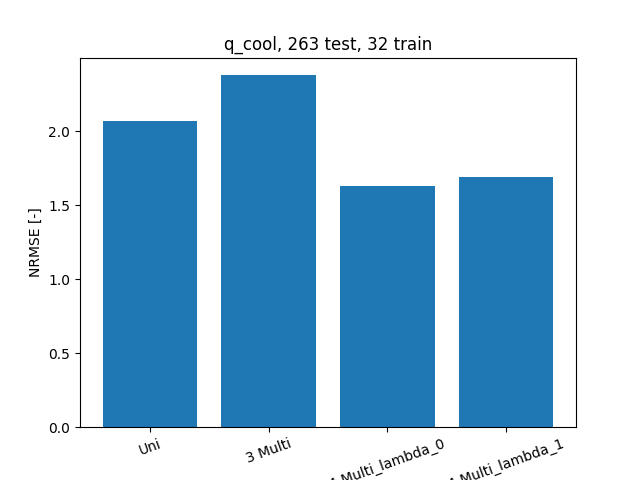 q_cool, 263 test, 32 train
NRMSE [-]
2.0
1.5
1.0
0.5
0.0
Uni
3 Multi
Multi_lambda_0
Multi_lambda_1